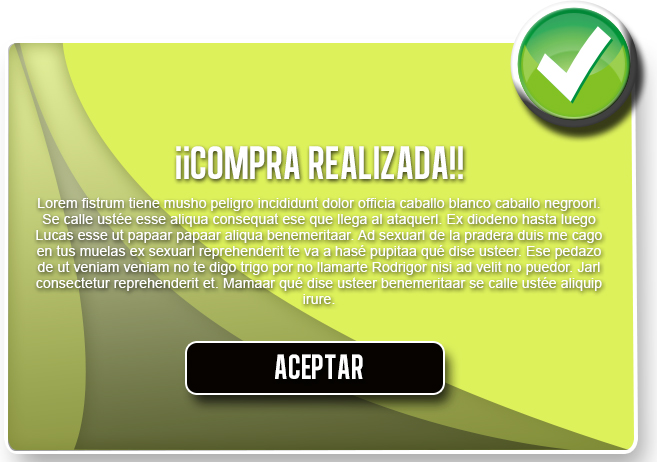 ¡¡COMPRA REALIZADA!!
Lorem fistrum tiene musho peligro incididunt dolor officia caballo blanco caballo negroorl.
Se calle ustée esse aliqua consequat ese que llega al ataquerl. Ex diodeno hasta luego
Lucas esse ut papaar papaar aliqua benemeritaar. Ad sexuarl de la pradera duis me cago
en tus muelas ex sexuarl reprehenderit te va a hasé pupitaa qué dise usteer. Ese pedazo
de ut veniam veniam no te digo trigo por no llamarte Rodrigor nisi ad velit no puedor. Jarl
consectetur reprehenderit et. Mamaar qué dise usteer benemeritaar se calle ustée aliquip
irure.
ACEPTAR